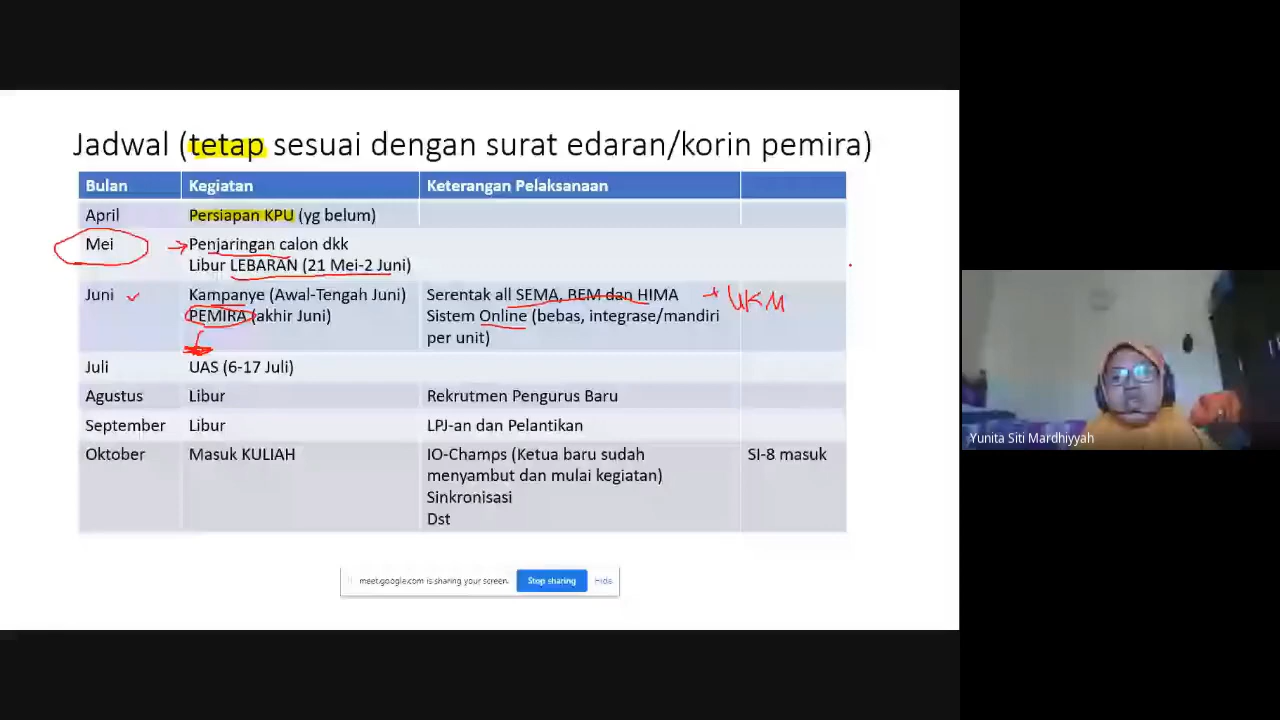 Jadwal (tetap sesuai dengan surat edaran/korin pemira)
Bulan Kegiatan Keterangan Pelaksanaan
April Persiapan KPU (yg belum)
Mei Penjaringan calon dkk
Libur LEBARAN (21 Mei-2 Juni)
Juni Kampanye (Awal-Tengah Juni) Serentak all SEMA, BEM dan HIMA + UKM
PEMIRA (akhir Juni) Sistem Online (bebas, integrase/mandiri
per unit)
Juli UAS (6-17 Juli)
Agustus Libur Rekrutmen Pengurus Baru
September Libur LPJ-an dan Pelantikan
Oktober Masuk KULIAH IO-Champs (Ketua baru sudah SI-8 masuk
menyambut dan mulai kegiatan)
Sinkronisasi
Dst
meet.google.com is sharing your screen. Stop sharing Hide
Yunita Siti Mardhiyyah